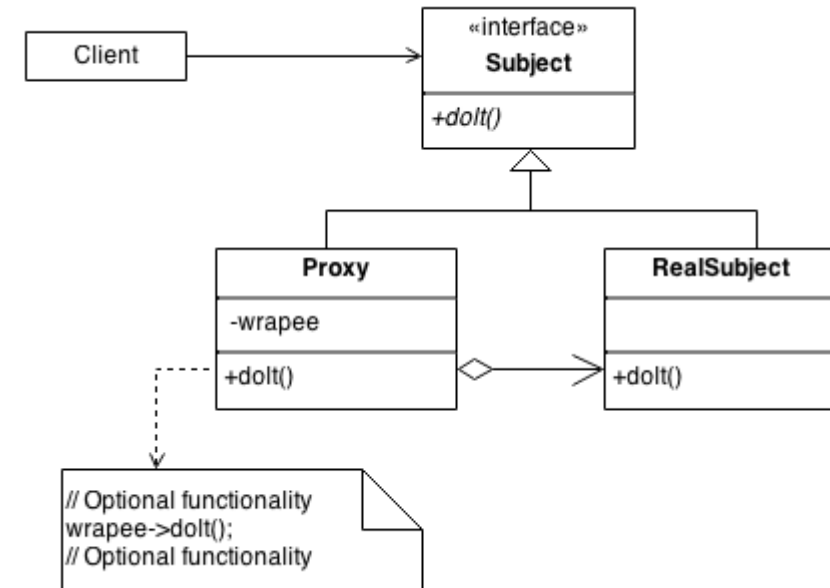 Client
«interface»
Subject
+doIt()
Proxy
-wrapee
+doIt()
RealSubject
+doIt()
// Optional functionality
wrapee->doIt();
// Optional functionality